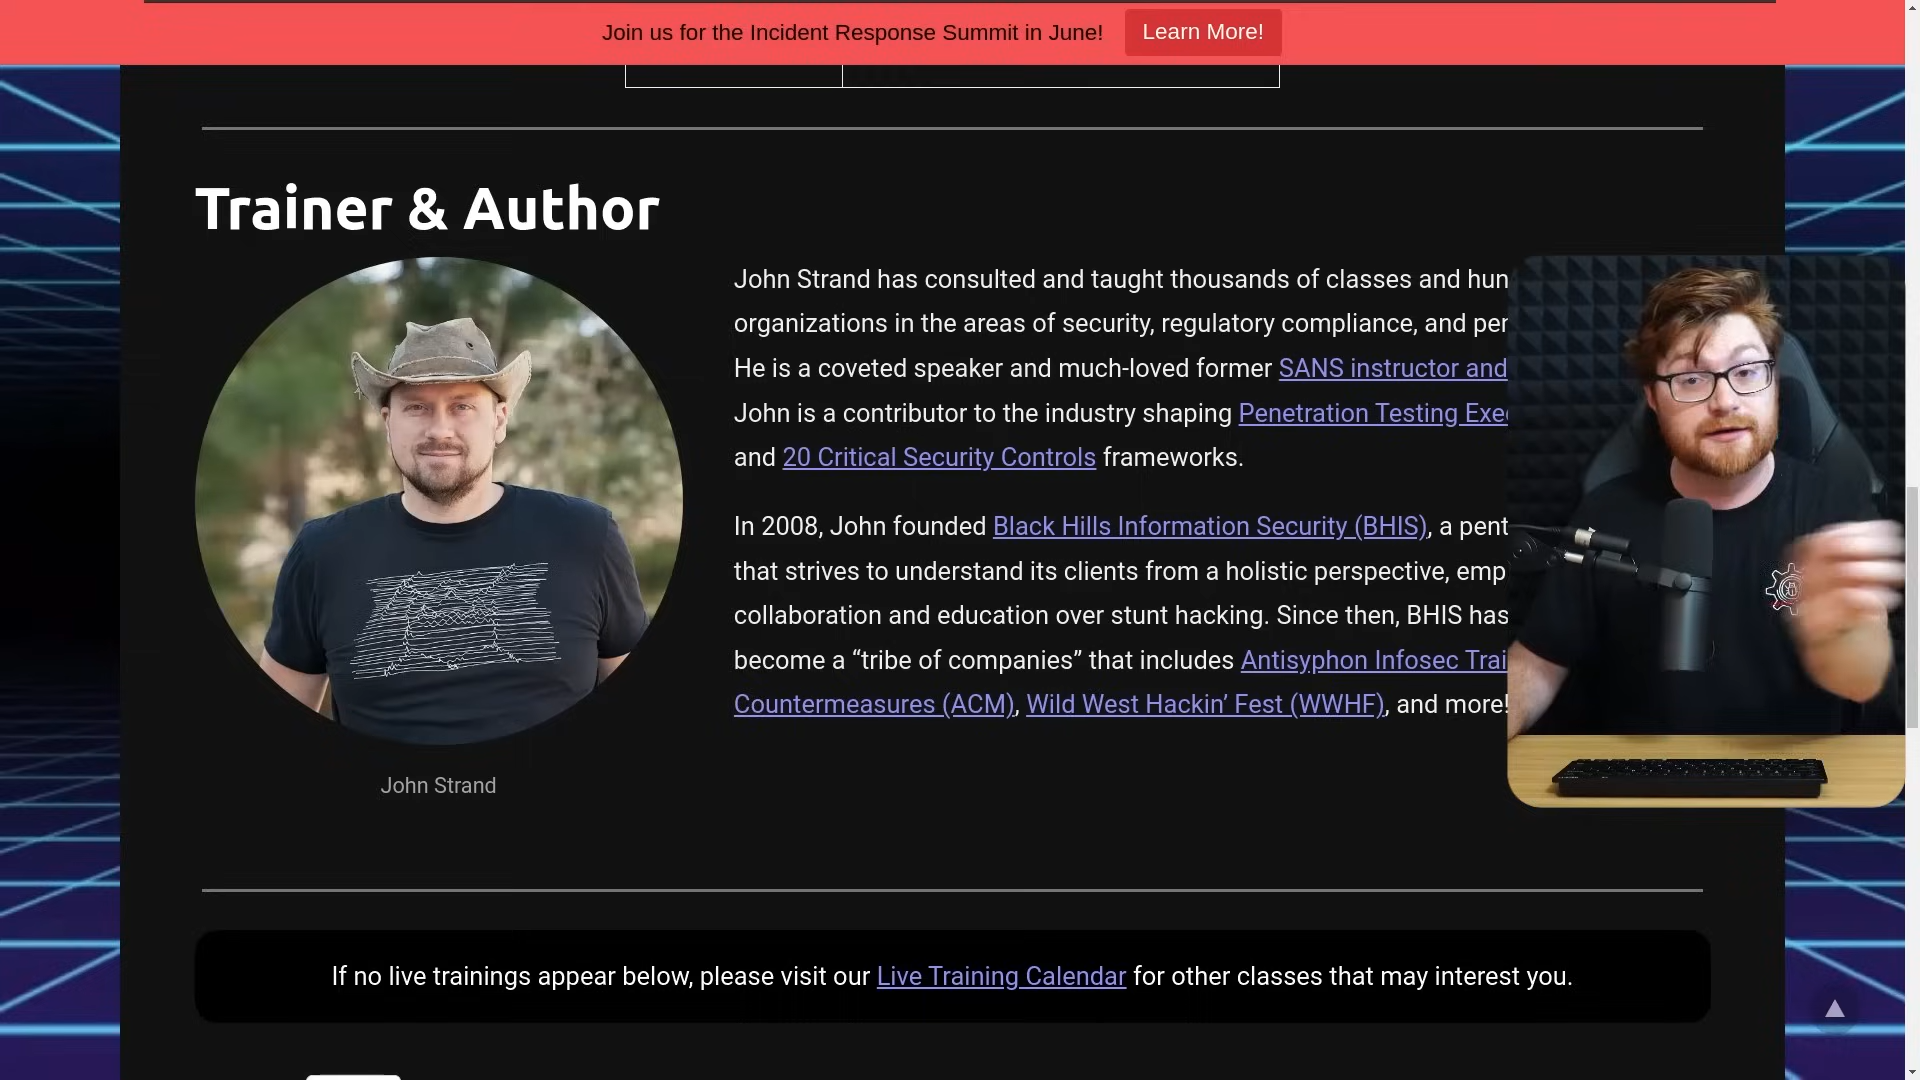 Join us for the Incident Response Summit in June!
Learn More!
Trainer & Author
John Strand has consulted and taught thousands of classes and
organizations in the areas of security, regulatory compliance, and
He is a coveted speaker and much-loved former SANS instructor and
John is a contributor to the industry shaping Penetration Testing
and 20 Critical Security Controls frameworks.
In 2008, John founded Black Hills Information Security (BHIS), a
that strives to understand its clients from a holistic perspective,
collaboration and education over stunt hacking. Since then, BHIS has
become a “tribe of companies” that includes Antisyphon Infosec
Countermeasures (ACM), Wild West Hackin’ Fest (WWHF), and more!
John Strand
If no live trainings appear below, please visit our Live Training Calendar for other classes that may interest you.